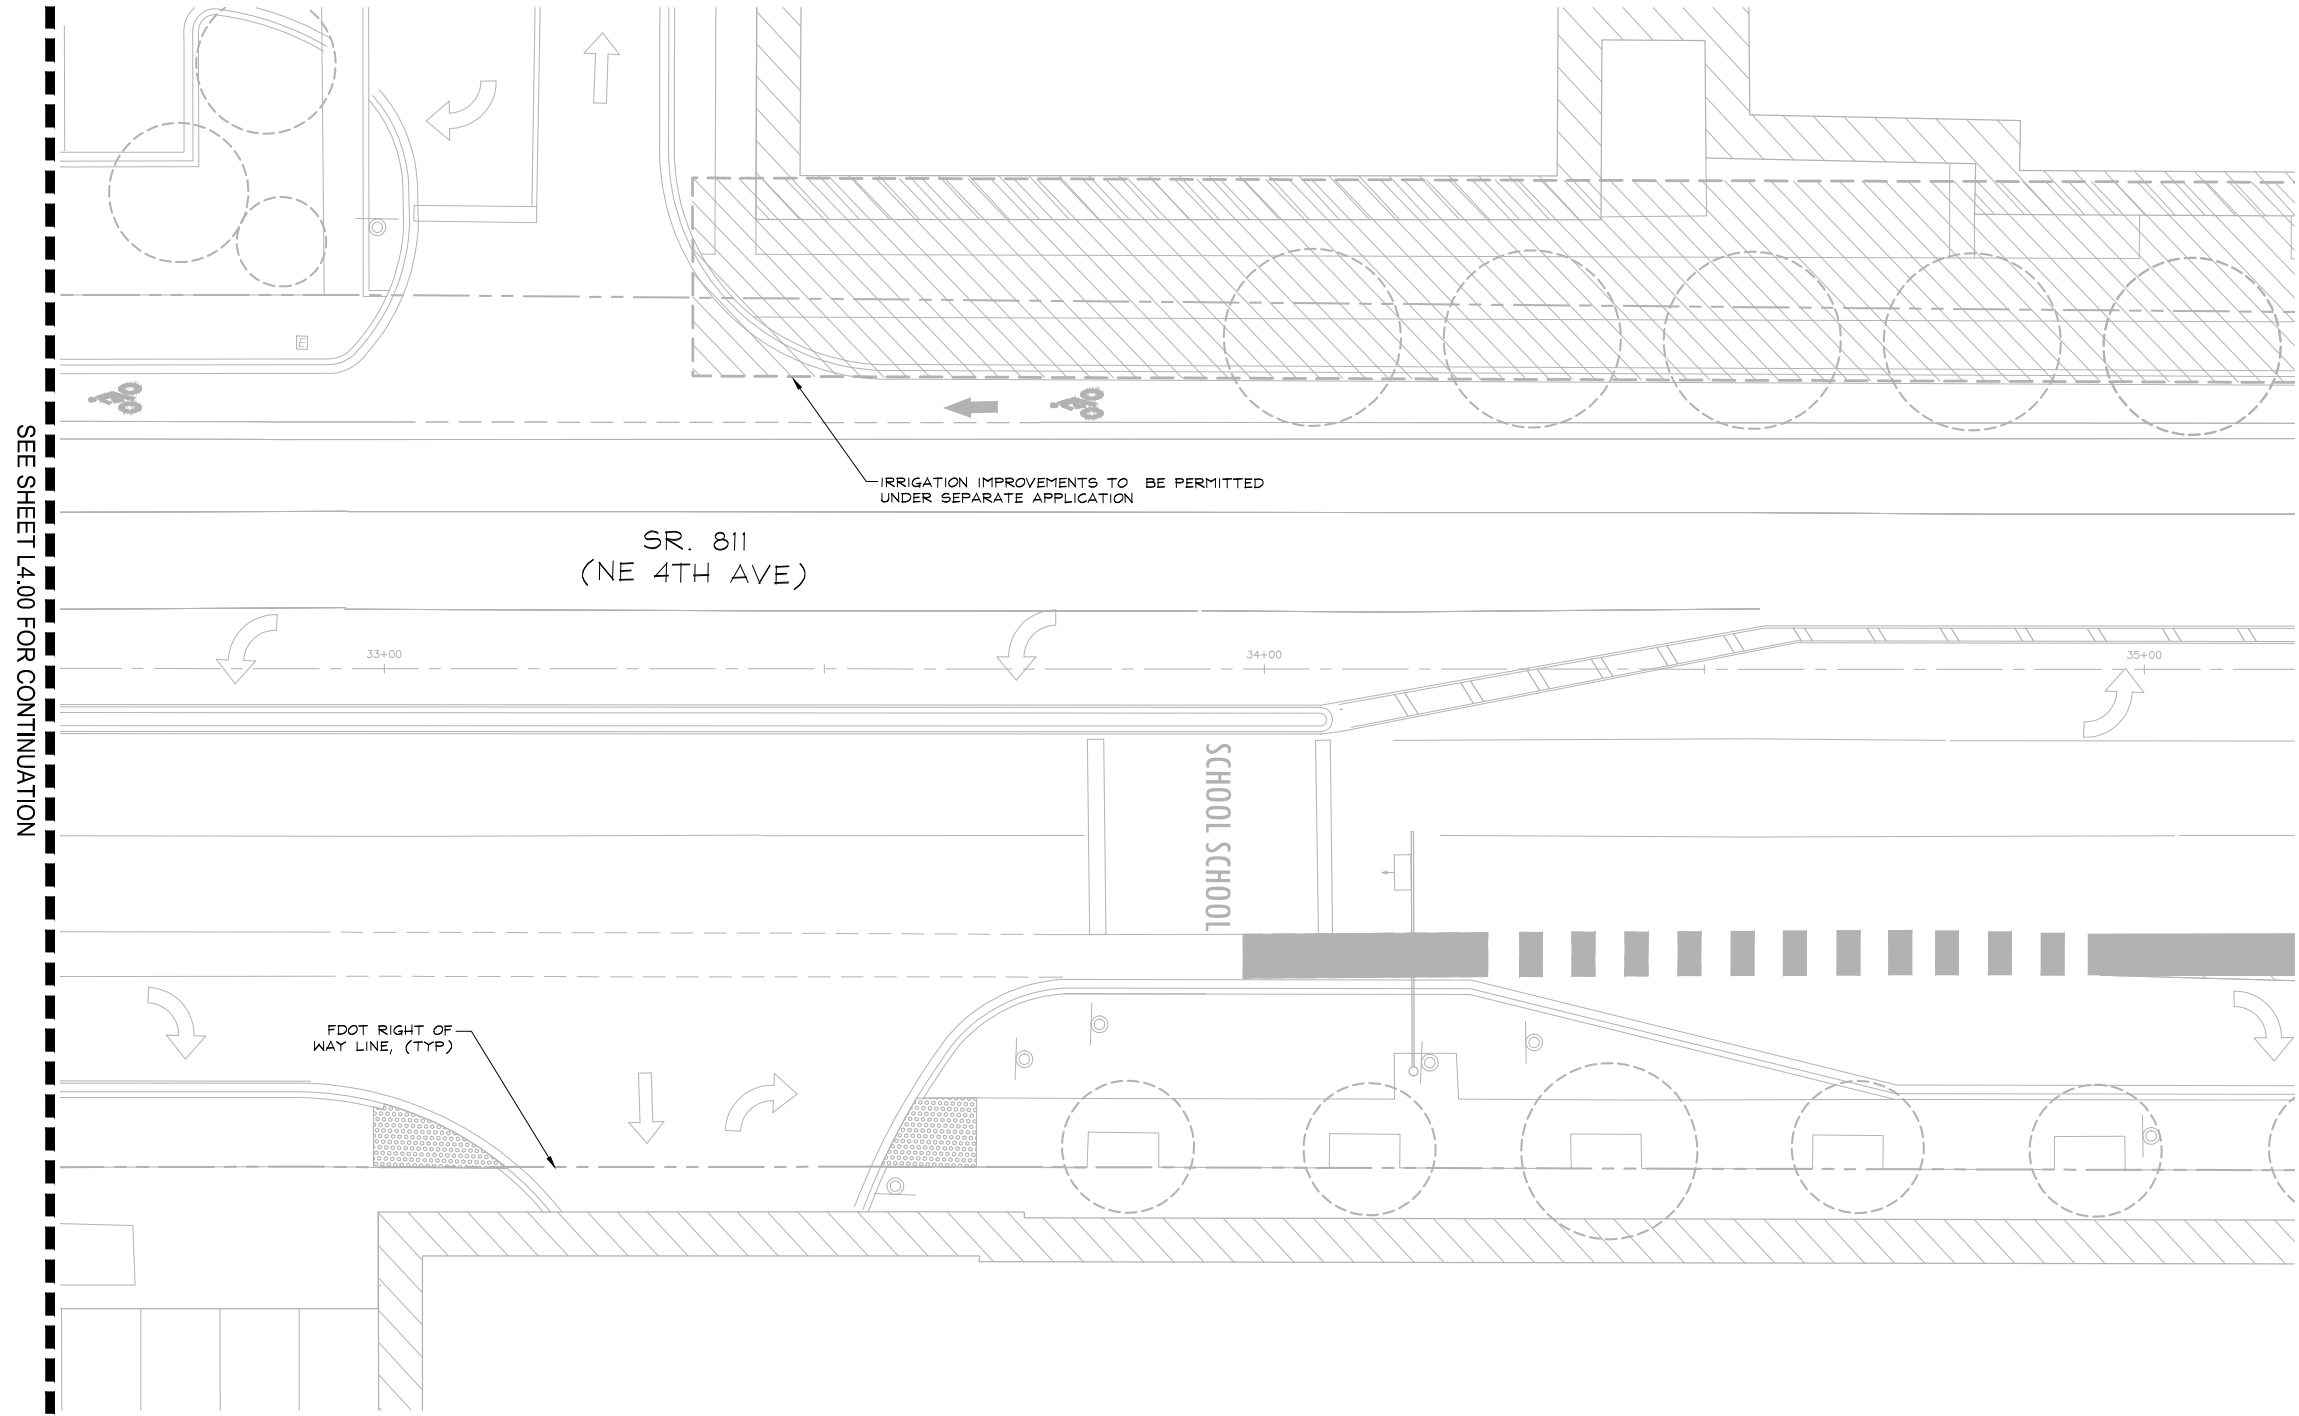 E
IRRIGATION IMPROVEMENTS TO BE PERMITTED
UNDER SEPARATE APPLICATION
SR. 811
(NE 4TH AVE)
33+00
34+00
35+00
SCHOOL SCHOOL
FDOT RIGHT OF
WAY LINE, (TYP)
SEE SHEET L4.00 FOR CONTINUATION